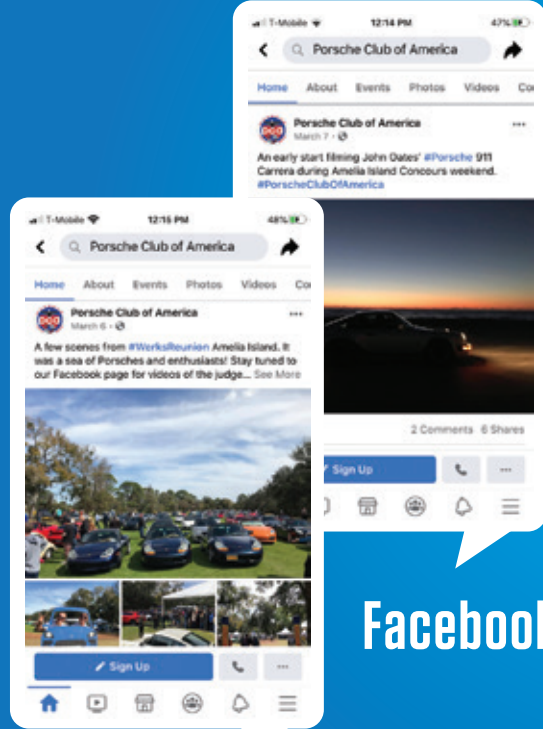 T-Mobile
12:14 PM
47%
Porsche Club of America
Home About Events Photos Videos Co
Porsche Club of America
March 7
An early start filming John Oates' #Porsche 911
Carrera during Amelia Island Concours weekend.
#PorscheClubOfAmerica
2 Comments 6 Shares
Sign Up
T-Mobile
12:15 PM
48%
Porsche Club of America
Home About Events Photos Videos Co
PCA
Porsche Club of America
March 6
A few scenes from #WerksReunion Amelia Island. It
was a sea of Porsches and enthusiasts! Stay tuned to
our Facebook page for videos of the judge... See More
Sign Up
Facebook